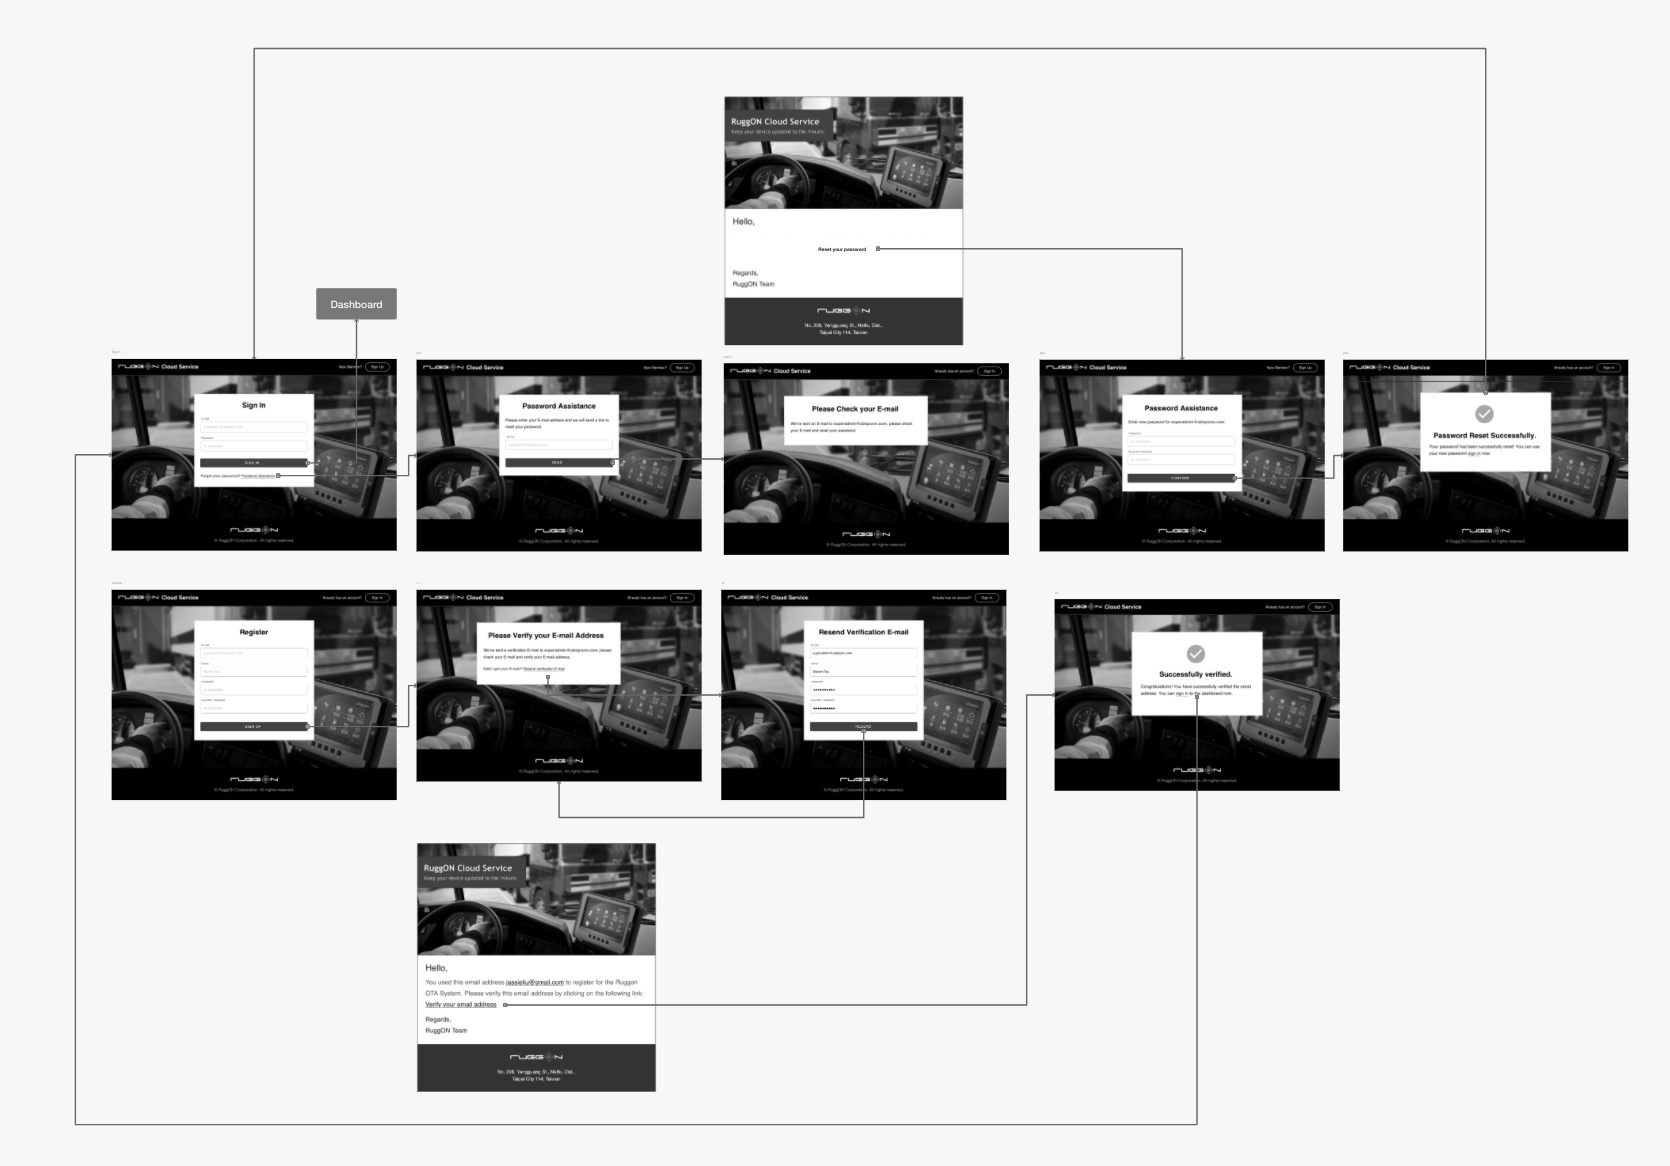 RuggON Cloud Service
Keep your device updated to the minute.
Hello,
Reset your password
Regards,
RuggON Team
RUGGON
No. 298, Yangguang St., Neihu Dist.,
Taipei City 114, Taiwan
Dashboard
RUGGON Cloud Service
New Member?
Sign Up
Sign In
E-mail
Password
SIGN IN
Forgot your password? Password Assistance
RUGGON
© RuggON Corporation. All rights reserved.
RUGGON Cloud Service
New Member?
Sign Up
Password Assistance
Please enter your E-mail address and we will send a link to
reset your password.
E-mail
SEND
RUGGON
© RuggON Corporation. All rights reserved.
RUGGON Cloud Service
Already has an account?
Sign In
Please Check your E-mail
We've sent an E-mail to superadmin@ubiqconn.com, please check
your E-mail and reset your password.
RUGGON
© RuggON Corporation. All rights reserved.
RUGGON Cloud Service
New Member?
Sign Up
Password Assistance
Enter new password for superadmin@ubiqconn.com.
Password
CONFIRM
RUGGON
© RuggON Corporation. All rights reserved.
RUGGON Cloud Service
Already has an account?
Sign In
Password Reset Successfully.
Your password has been successfully reset! You can use
your new password sign in now.
RUGGON
© RuggON Corporation. All rights reserved.
RUGGON Cloud Service
Already has an account?
Sign In
Register
E-mail
Name
Password
SIGN UP
RUGGON
© RuggON Corporation. All rights reserved.
RUGGON Cloud Service
Already has an account?
Sign In
Please Verify your E-mail Address
We've send a verification E-mail to superadmin@ubiqconn.com, please
check your E-mail and verify your E-mail address.
Didn't get your E-mail? Resend verification E-mail
RUGGON
© RuggON Corporation. All rights reserved.
RUGGON Cloud Service
Already has an account?
Sign In
Resend Verification E-mail
E-mail
superadmin@ubiqconn.com
Name
Password
RESEND
RUGGON
© RuggON Corporation. All rights reserved.
RUGGON Cloud Service
Already has an account?
Sign In
Successfully verified.
Congratulations! You have successfully verified the email
address. You can sign in to the dashboard now.
RUGGON
© RuggON Corporation. All rights reserved.
RuggON Cloud Service
Keep your device updated to the minute.
Hello,
You used this email address jassieliu@gmail.com to register for the Ruggon
OTA System. Please verify this email address by clicking on the following link:
Verify your email address
Regards,
RuggON Team
RUGGON
No. 298, Yangguang St., Neihu Dist.,
Taipei City 114, Taiwan